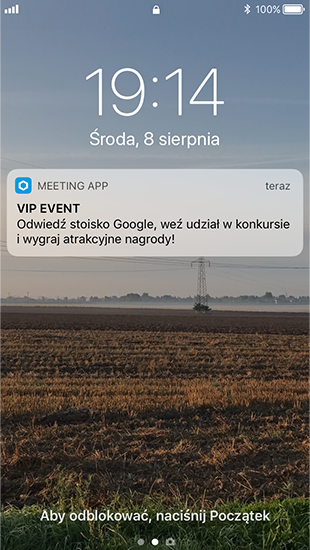 100%
19:14
Środa, 8 sierpnia
MEETING APP teraz
VIP EVENT
Odwiedź stoisko Google, weź udział w konkursie
i wygraj atrakcyjne nagrody!
Aby odblokować, naciśnij Początek